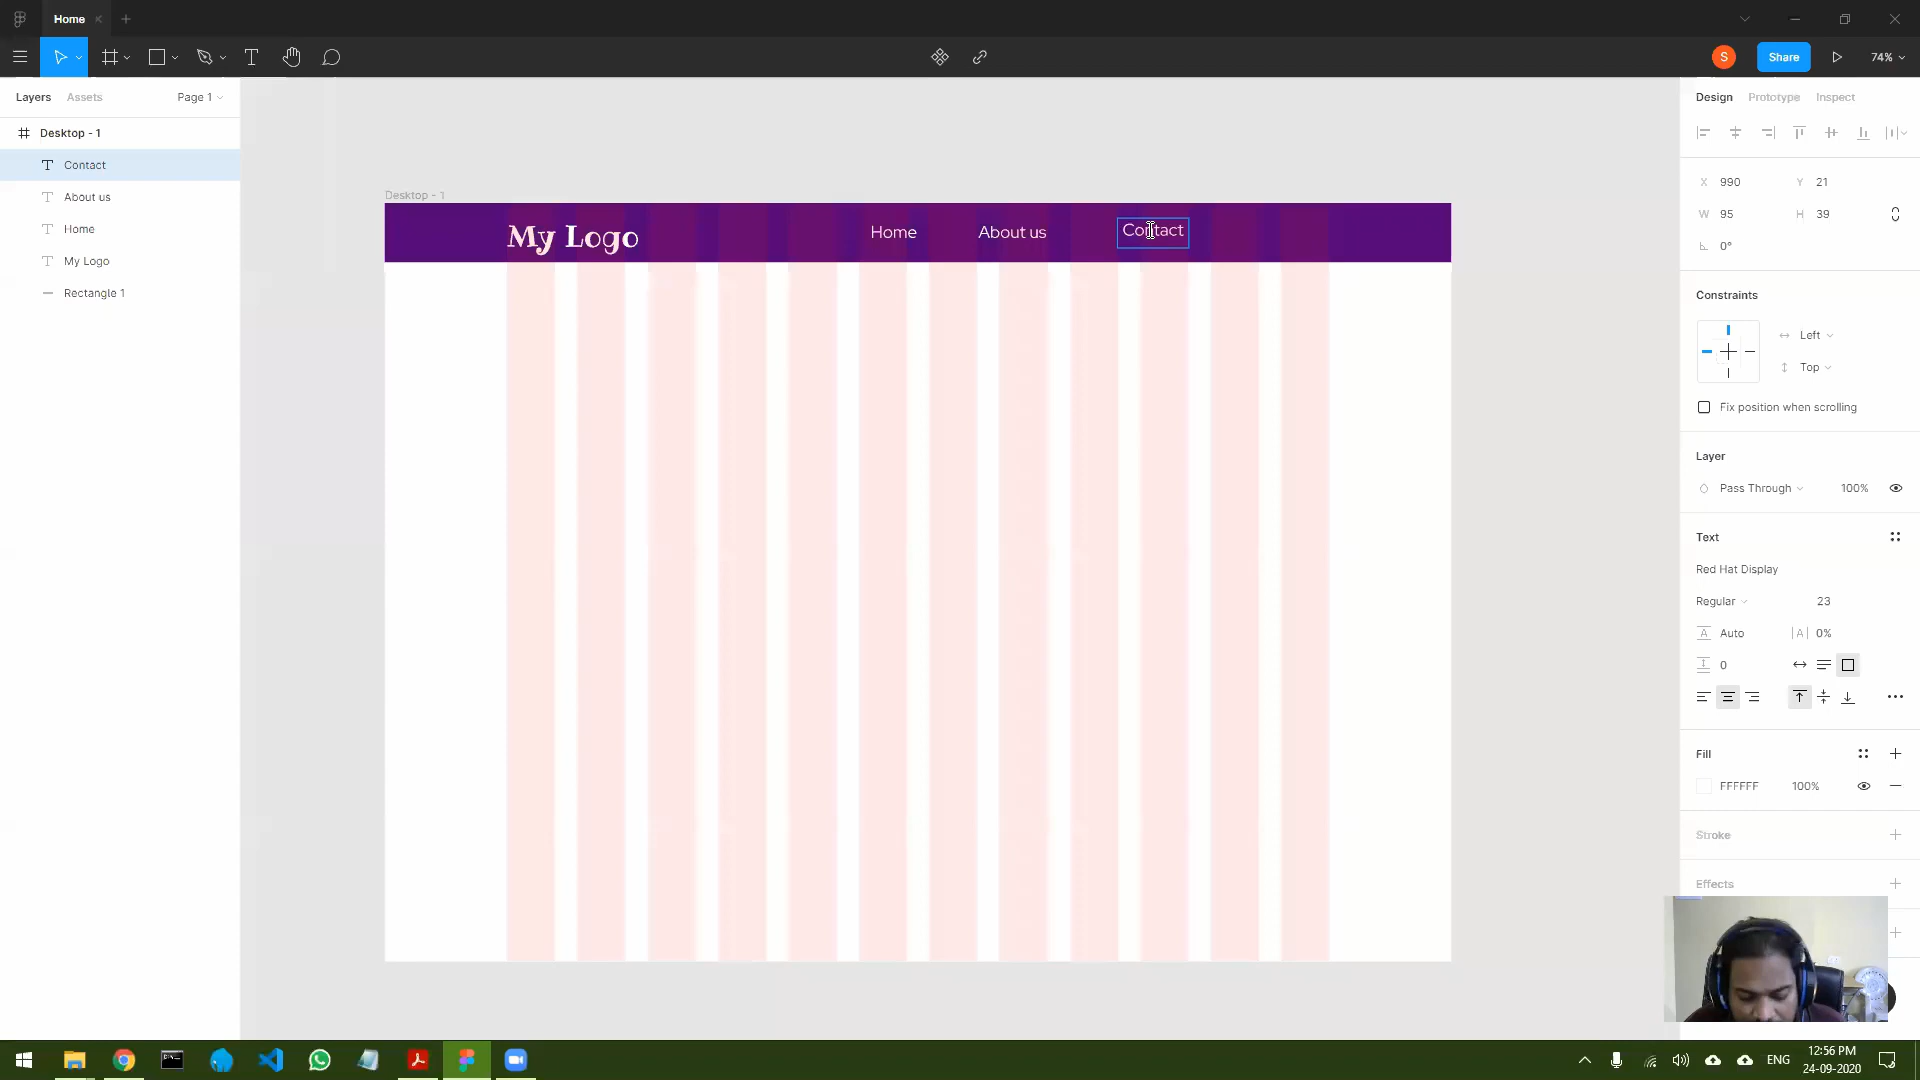 Home
S
Share
74%
Layers
Assets
Page 1
Design
Prototype
Inspect
Desktop - 1
Contact
About us
Home
My Logo
Rectangle 1
Desktop - 1
My Logo
Home
About us
Contact
X 990
Y 21
W 95
H 39
0°
Constraints
Left
Top
Fix position when scrolling
Layer
Pass Through
100%
Text
Red Hat Display
Regular
23
Auto
0%
0
Fill
FFFFFF
100%
Stroke
Effects
ENG
12:56 PM
24-09-2020